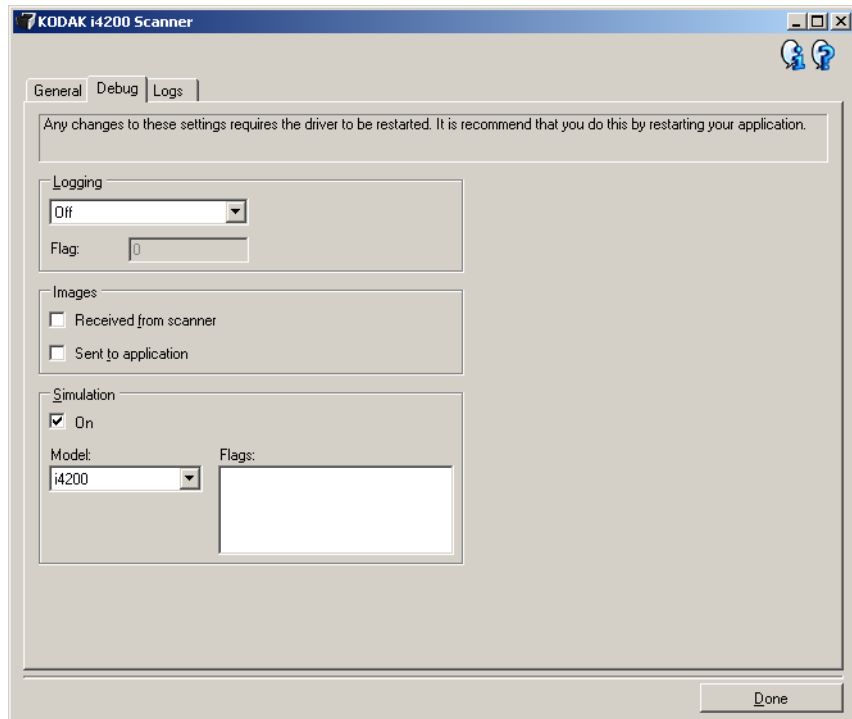 KODAK i4200 Scanner
General Debug Logs
Any changes to these settings requires the driver to be restarted. It is recommend that you do this by restarting your application.
Logging
Off
Flag: 0
Images
Received from scanner
Sent to application
Simulation
On
Model: Flags:
i4200
Done